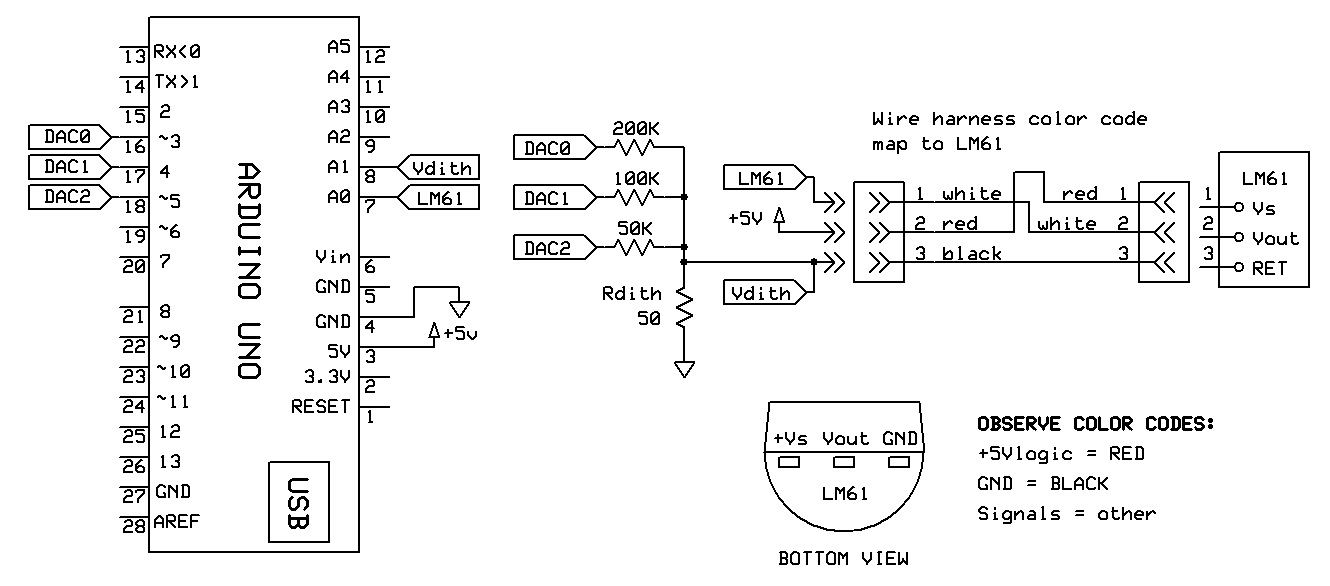 13 RX<0
14 TX>1
15 2
DAC0 16 ~3
DAC1 17 4
DAC2 18 ~5
19 ~6
20 7
21 8
22 ~9
23 ~10
24 ~11
25 12
26 13
27 GND
28 AREF
ARDUINO UNO
USB
A5 12
A4 11
A3 10
A2 9
A1 8 Vdith
A0 7 LM61
Vin 6
GND 5
GND 4
5V 3 +5v
3.3V 2
RESET 1
200K
DAC0
100K
DAC1
50K
DAC2
Rdith
50
LM61
+5V
Vdith
Wire harness color code
map to LM61
1 white red 1
2 red white 2
3 black 3
LM61
1 Vs
2 Vout
3 RET
+Vs Vout GND
LM61
BOTTOM VIEW
OBSERVE COLOR CODES:
+5Vlogic = RED
GND = BLACK
Signals = other